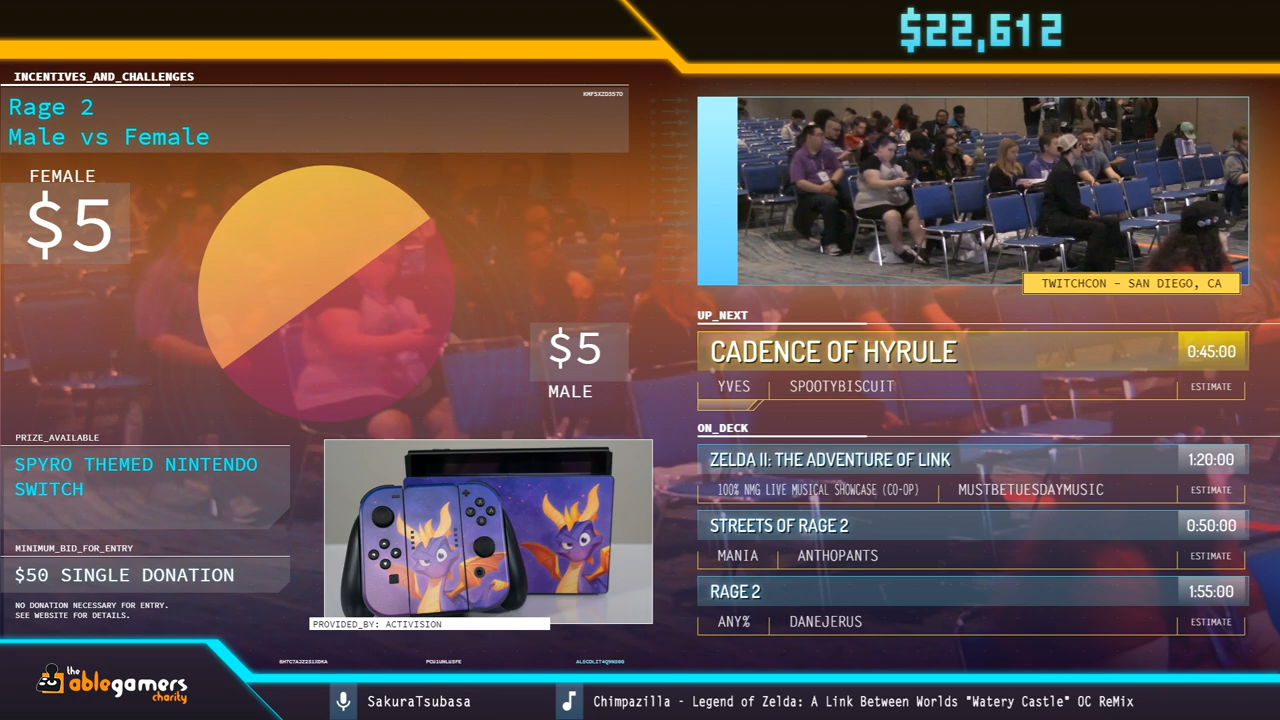 $22,612
INCENTIVES_AND_CHALLENGES
Rage 2
Male vs Female
FEMALE
$5
$5
MALE
PRIZE_AVAILABLE
SPYRO THEMED NINTENDO
SWITCH
MINIMUM_BID_FOR_ENTRY
$50 SINGLE DONATION
NO DONATION NECESSARY FOR ENTRY.
SEE WEBSITE FOR DETAILS.
PROVIDED_BY: ACTIVISION
TWITCHCON - SAN DIEGO, CA
UP_NEXT
CADENCE OF HYRULE 0:45:00
YVES SPOOTYBISCUIT ESTIMATE
ON_DECK
ZELDA II: THE ADVENTURE OF LINK 1:20:00
100% NMG LIVE MUSICAL SHOWCASE (CO-OP) MUSTBETUESDAYMUSIC ESTIMATE
STREETS OF RAGE 2 0:50:00
MANIA ANTHOPANTS ESTIMATE
RAGE 2 1:55:00
ANY% DANEJERUS ESTIMATE
the
ablegamers
charity
SakuraTsubasa
Chimpazilla - Legend of Zelda: A Link Between Worlds "Watery Castle" OC ReMix